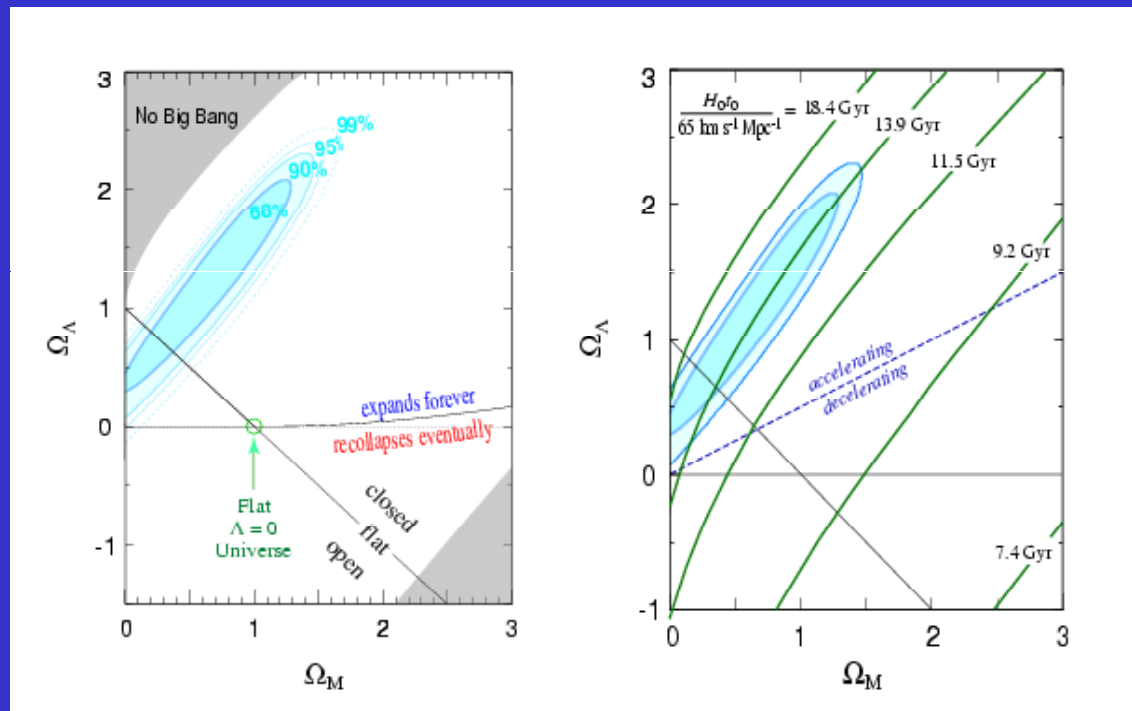 No Big Bang
99%
95%
90%
68%
expands forever
recollapses eventually
Flat
Λ = 0
Universe
closed
flat
open
3
2
1
0
-1
0
1
2
3
Ω_Λ
Ω_M
H₀t₀
65 km s⁻¹ Mpc⁻¹
= 18.4 Gyr
13.9 Gyr
11.5 Gyr
9.2 Gyr
7.4 Gyr
accelerating
decelerating
3
2
1
0
-1
0
1
2
3
Ω_Λ
Ω_M